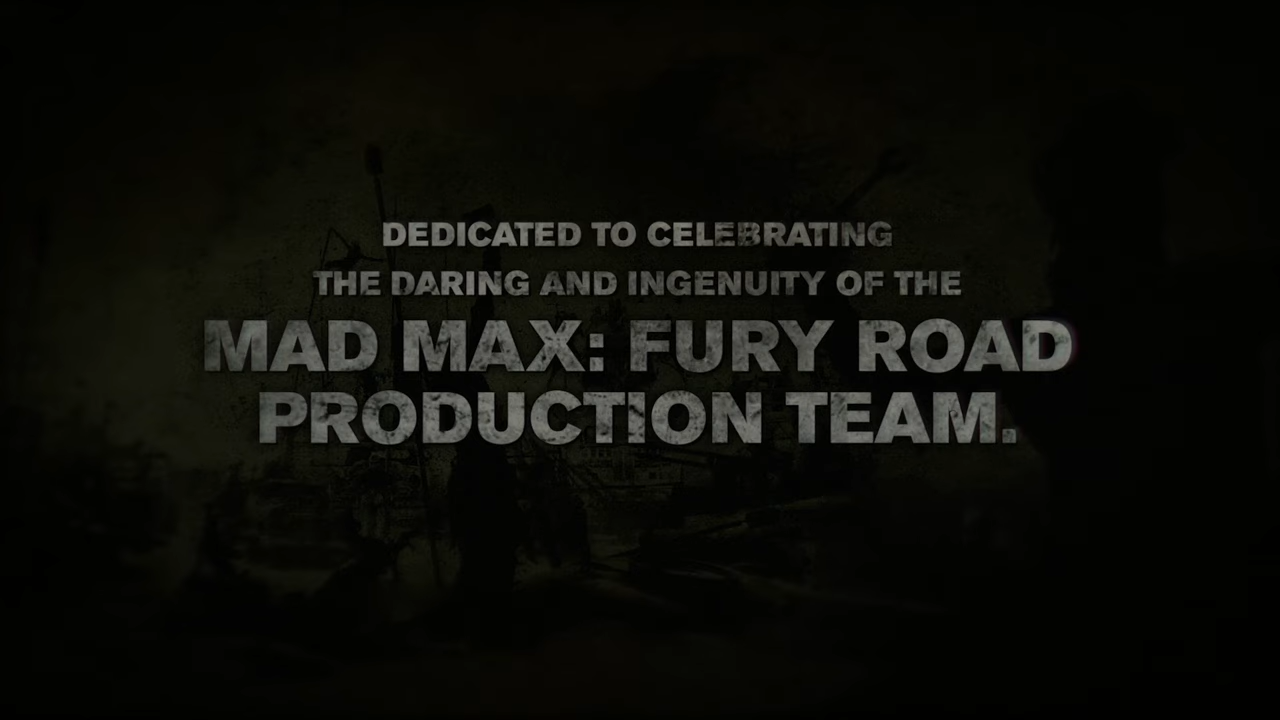 DEDICATED TO CELEBRATING
THE DARING AND INGENUITY OF THE
MAD MAX: FURY ROAD
PRODUCTION TEAM.